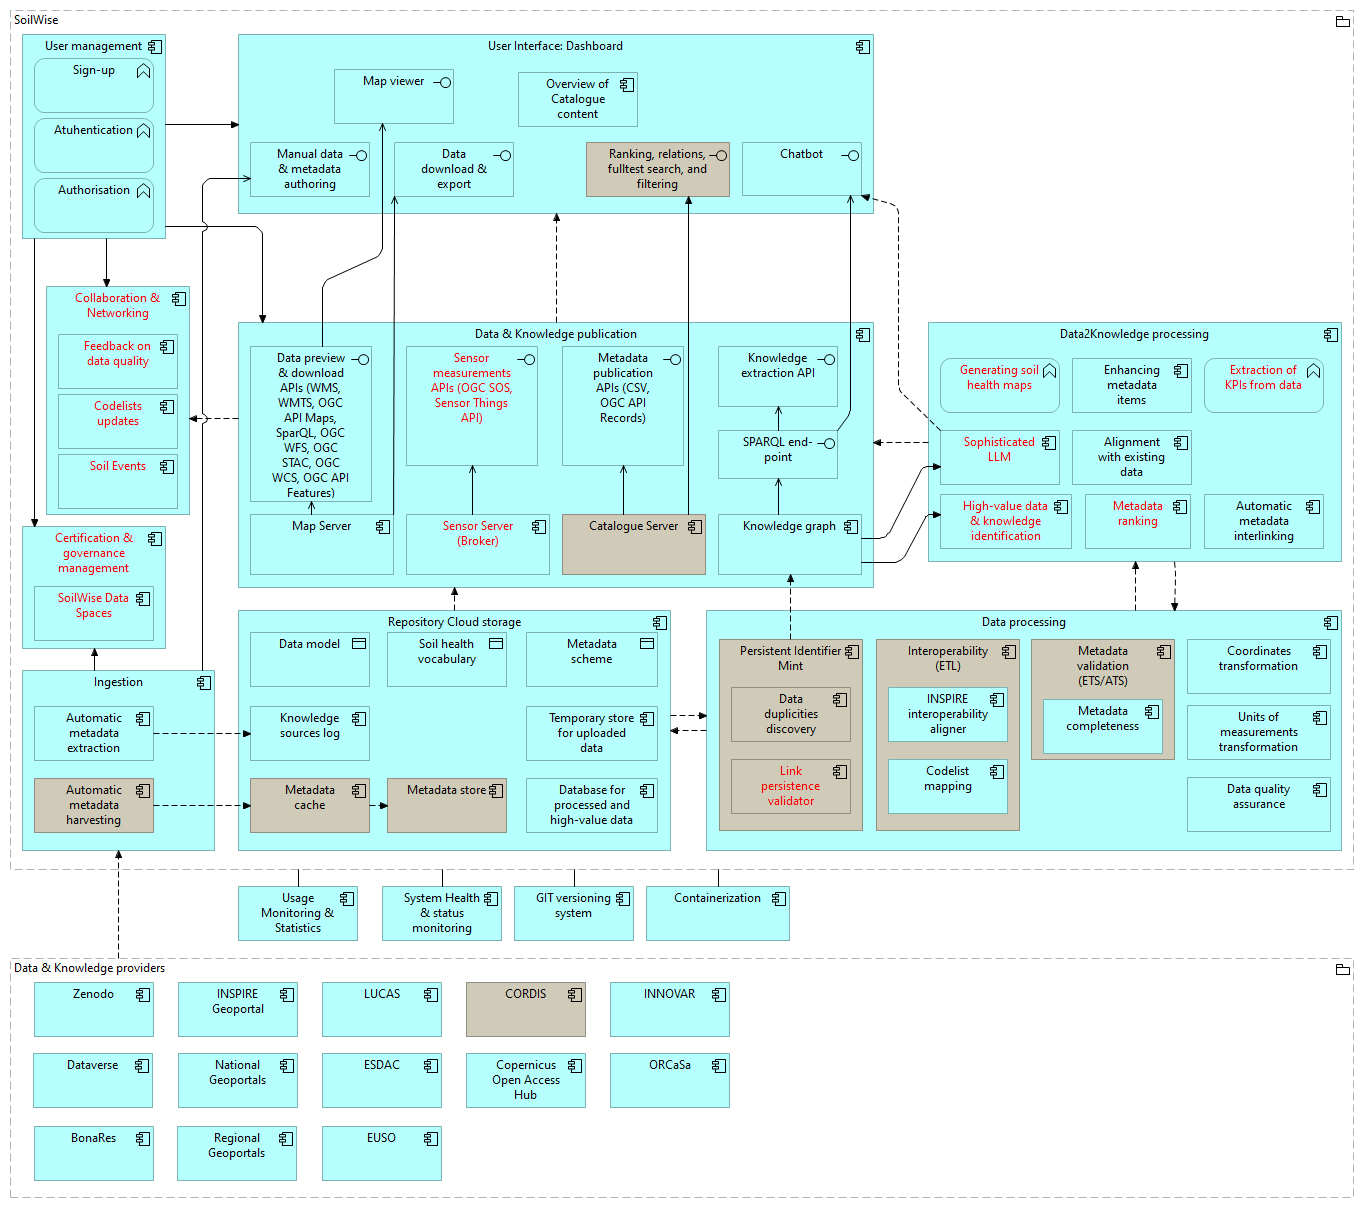 SoilWise
User management
Sign-up
Atuhentication
Authorisation
User Interface: Dashboard
Map viewer
Overview of
Catalogue
content
Manual data
& metadata
authoring
Data
download &
export
Ranking, relations,
fulltest search, and
filtering
Chatbot
Collaboration &
Networking
Feedback on
data quality
Codelists
updates
Soil Events
Data & Knowledge publication
Data preview
& download
APIs (WMS,
WMTS, OGC
API Maps,
SparQL, OGC
WFS, OGC
STAC, OGC
WCS, OGC API
Features)
Sensor
measurements
APIs (OGC SOS,
Sensor Things
API)
Metadata
publication
APIs (CSV,
OGC API
Records)
Knowledge
extraction API
SPARQL end-
point
Map Server
Sensor Server
(Broker)
Catalogue Server
Knowledge graph
Data2Knowledge processing
Generating soil
health maps
Enhancing
metadata
items
Extraction of
KPIs from data
Sophisticated
LLM
Alignment
with existing
data
High-value data
& knowledge
identification
Metadata
ranking
Automatic
metadata
interlinking
Certification &
governance
management
SoilWise Data
Spaces
Ingestion
Automatic
metadata
extraction
Automatic
metadata
harvesting
Repository Cloud storage
Data model
Soil health
vocabulary
Metadata
scheme
Knowledge
sources log
Temporary store
for uploaded
data
Metadata
cache
Metadata store
Database for
processed and
high-value data
Data processing
Persistent Identifier
Mint
Data
duplicities
discovery
Link
persistence
validator
Interoperability
(ETL)
INSPIRE
interoperability
aligner
Codelist
mapping
Metadata
validation
(ETS/ATS)
Metadata
completeness
Coordinates
transformation
Units of
measurements
transformation
Data quality
assurance
Usage
Monitoring &
Statistics
System Health
& status
monitoring
GIT versioning
system
Containerization
Data & Knowledge providers
Zenodo
INSPIRE
Geoportal
LUCAS
CORDIS
INNOVAR
Dataverse
National
Geoportals
ESDAC
Copernicus
Open Access
Hub
ORCaSa
BonaRes
Regional
Geoportals
EUSO